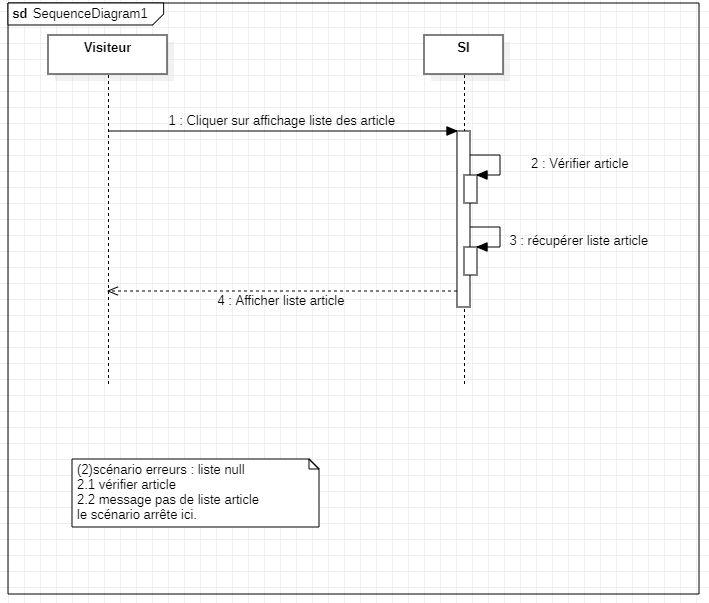 sd SequenceDiagram1
Visiteur
SI
1 : Cliquer sur affichage liste des article
2 : Vérifier article
3 : récupérer liste article
4 : Afficher liste article
(2)scénario erreurs : liste null
2.1 vérifier article
2.2 message pas de liste article
le scénario arrête ici.